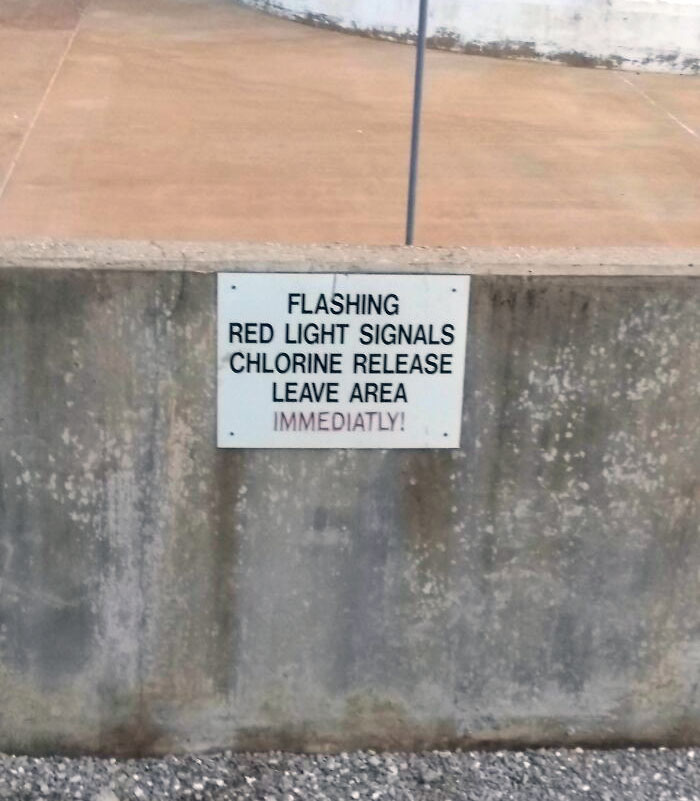 FLASHING
RED LIGHT SIGNALS
CHLORINE RELEASE
LEAVE AREA
IMMEDIATLY!